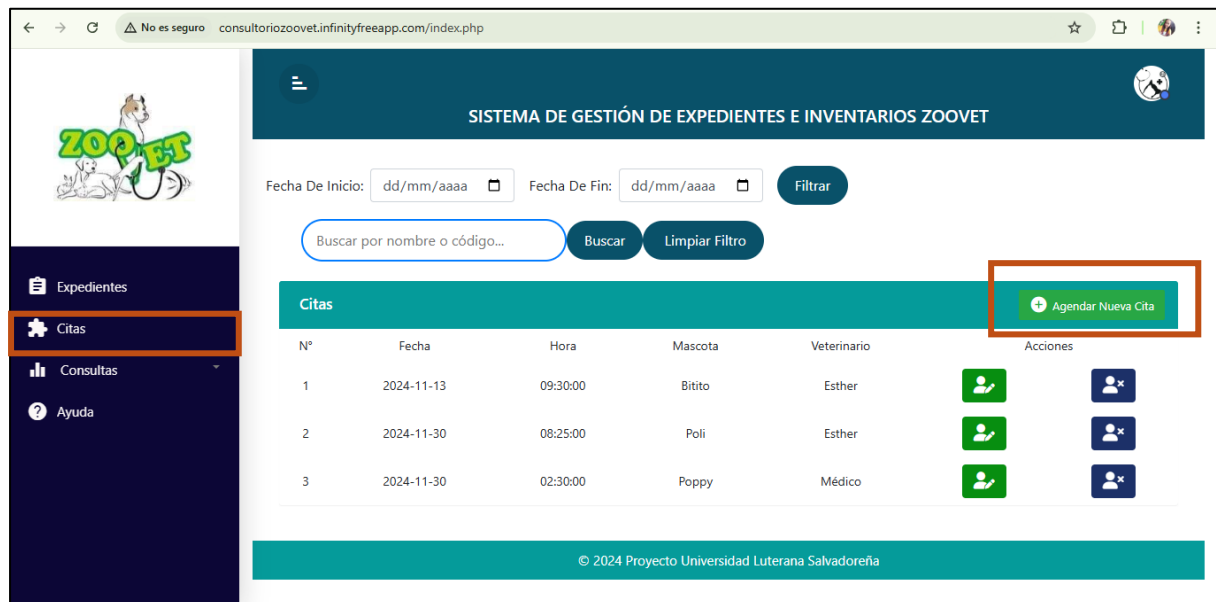 No es seguro consultoriozoovet.infinityfreeapp.com/index.php
ZOOVET
SISTEMA DE GESTIÓN DE EXPEDIENTES E INVENTARIOS ZOOVET
Fecha De Inicio: dd/mm/aaaa Fecha De Fin: dd/mm/aaaa Filtrar
Buscar por nombre o código... Buscar Limpiar Filtro
Expedientes
Citas
Consultas
Ayuda
Citas Agendar Nueva Cita
N° Fecha Hora Mascota Veterinario Acciones
1 2024-11-13 09:30:00 Bitito Esther
2 2024-11-30 08:25:00 Poli Esther
3 2024-11-30 02:30:00 Poppy Médico
© 2024 Proyecto Universidad Luterana Salvadoreña